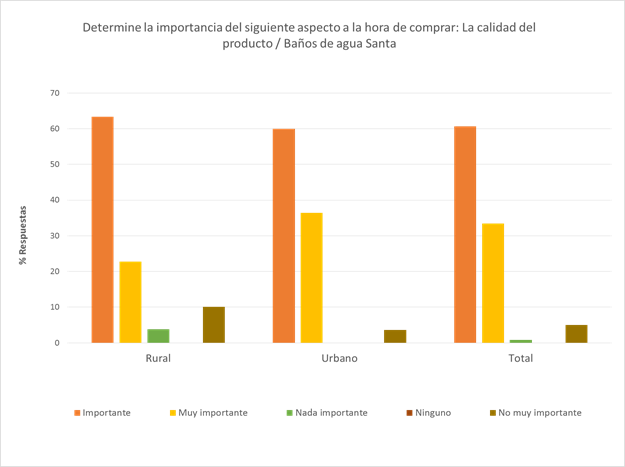 Determine la importancia del siguiente aspecto a la hora de comprar: La calidad del
producto / Baños de agua Santa
70
60
50
40
30
20
10
0
% Respuestas
Rural Urbano Total
Importante Muy importante Nada importante Ninguno No muy importante